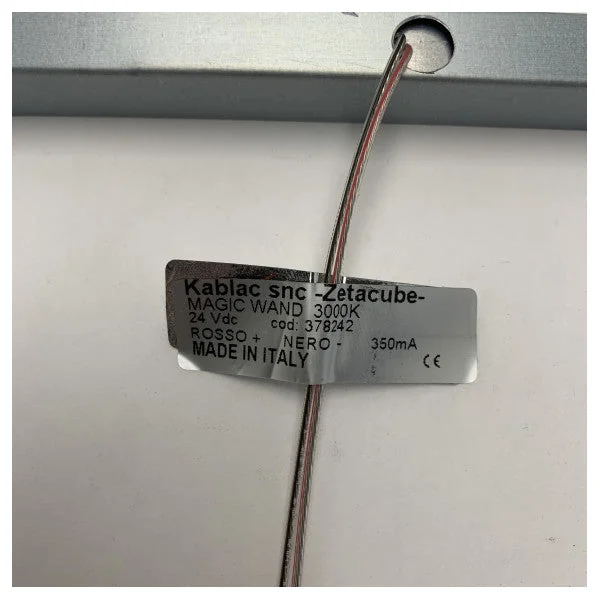 Kablac snc -Zetacube-
MAGIC WAND 3000K
24 Vdc cod: 378242
ROSSO + NERO - 350mA
MADE IN ITALY CE